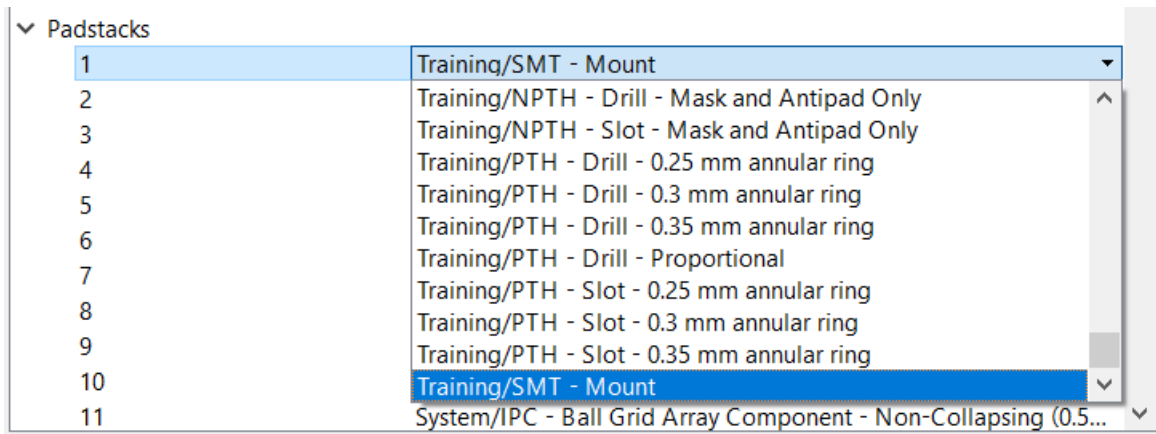 Padstacks
1 Training/SMT - Mount
2 Training/NPTH - Drill - Mask and Antipad Only
3 Training/NPTH - Slot - Mask and Antipad Only
4 Training/PTH - Drill - 0.25 mm annular ring
5 Training/PTH - Drill - 0.3 mm annular ring
Training/PTH - Drill - 0.35 mm annular ring
6 Training/PTH - Drill - Proportional
7 Training/PTH - Slot - 0.25 mm annular ring
8 Training/PTH - Slot - 0.3 mm annular ring
9 Training/PTH - Slot - 0.35 mm annular ring
10 Training/SMT - Mount
11 System/IPC - Ball Grid Array Component - Non-Collapsing (0.5...